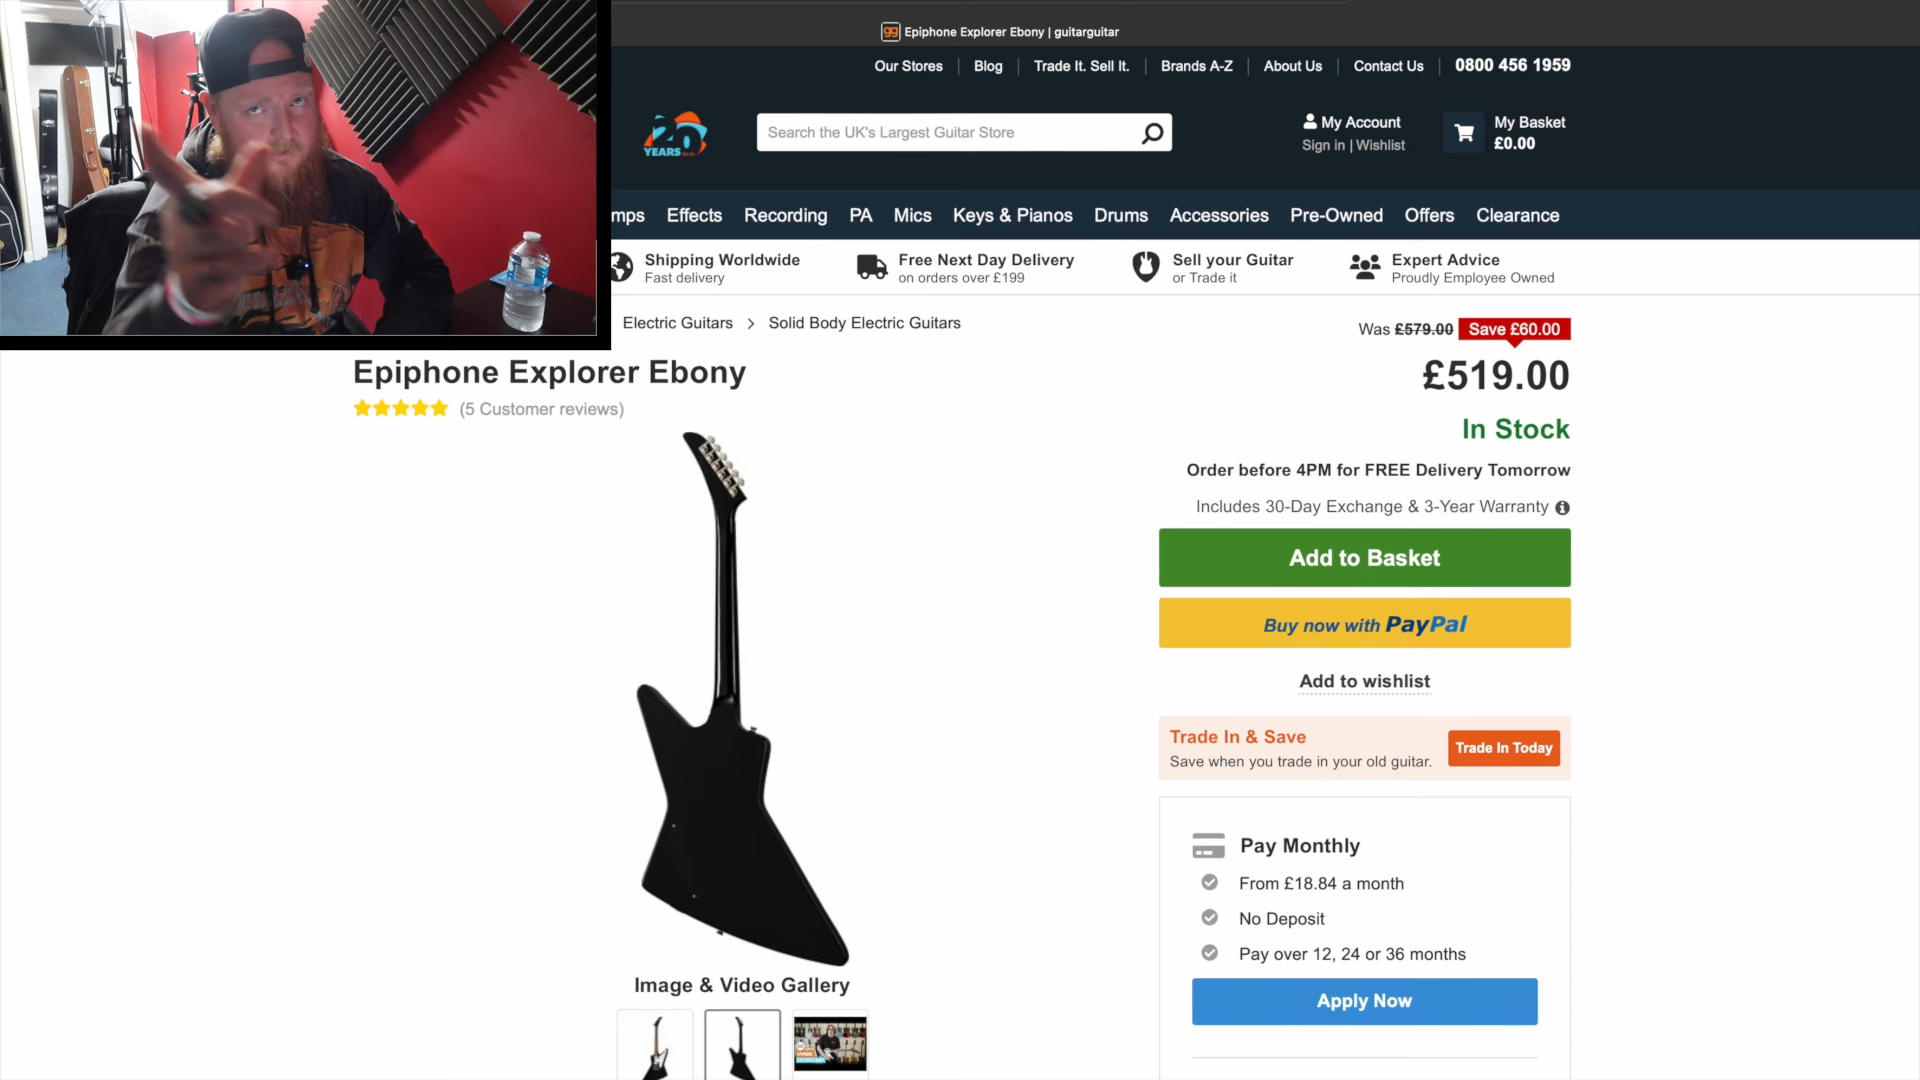 gg Epiphone Explorer Ebony | guitarguitar
Our Stores | Blog | Trade It. Sell It. | Brands A-Z | About Us | Contact Us | 0800 456 1959
20
YEARS
Search the UK's Largest Guitar Store
My Account
Sign in | Wishlist
My Basket
£0.00
mps Effects Recording PA Mics Keys & Pianos Drums Accessories Pre-Owned Offers Clearance
Shipping Worldwide
Fast delivery
Free Next Day Delivery
on orders over £199
Sell your Guitar
or Trade it
Expert Advice
Proudly Employee Owned
Electric Guitars > Solid Body Electric Guitars
Was £579.00 Save £60.00
£519.00
Epiphone Explorer Ebony
(5 Customer reviews)
In Stock
Order before 4PM for FREE Delivery Tomorrow
Includes 30-Day Exchange & 3-Year Warranty
Add to Basket
Buy now with PayPal
Add to wishlist
Trade In & Save
Save when you trade in your old guitar.
Trade In Today
Pay Monthly
From £18.84 a month
No Deposit
Pay over 12, 24 or 36 months
Apply Now
Image & Video Gallery